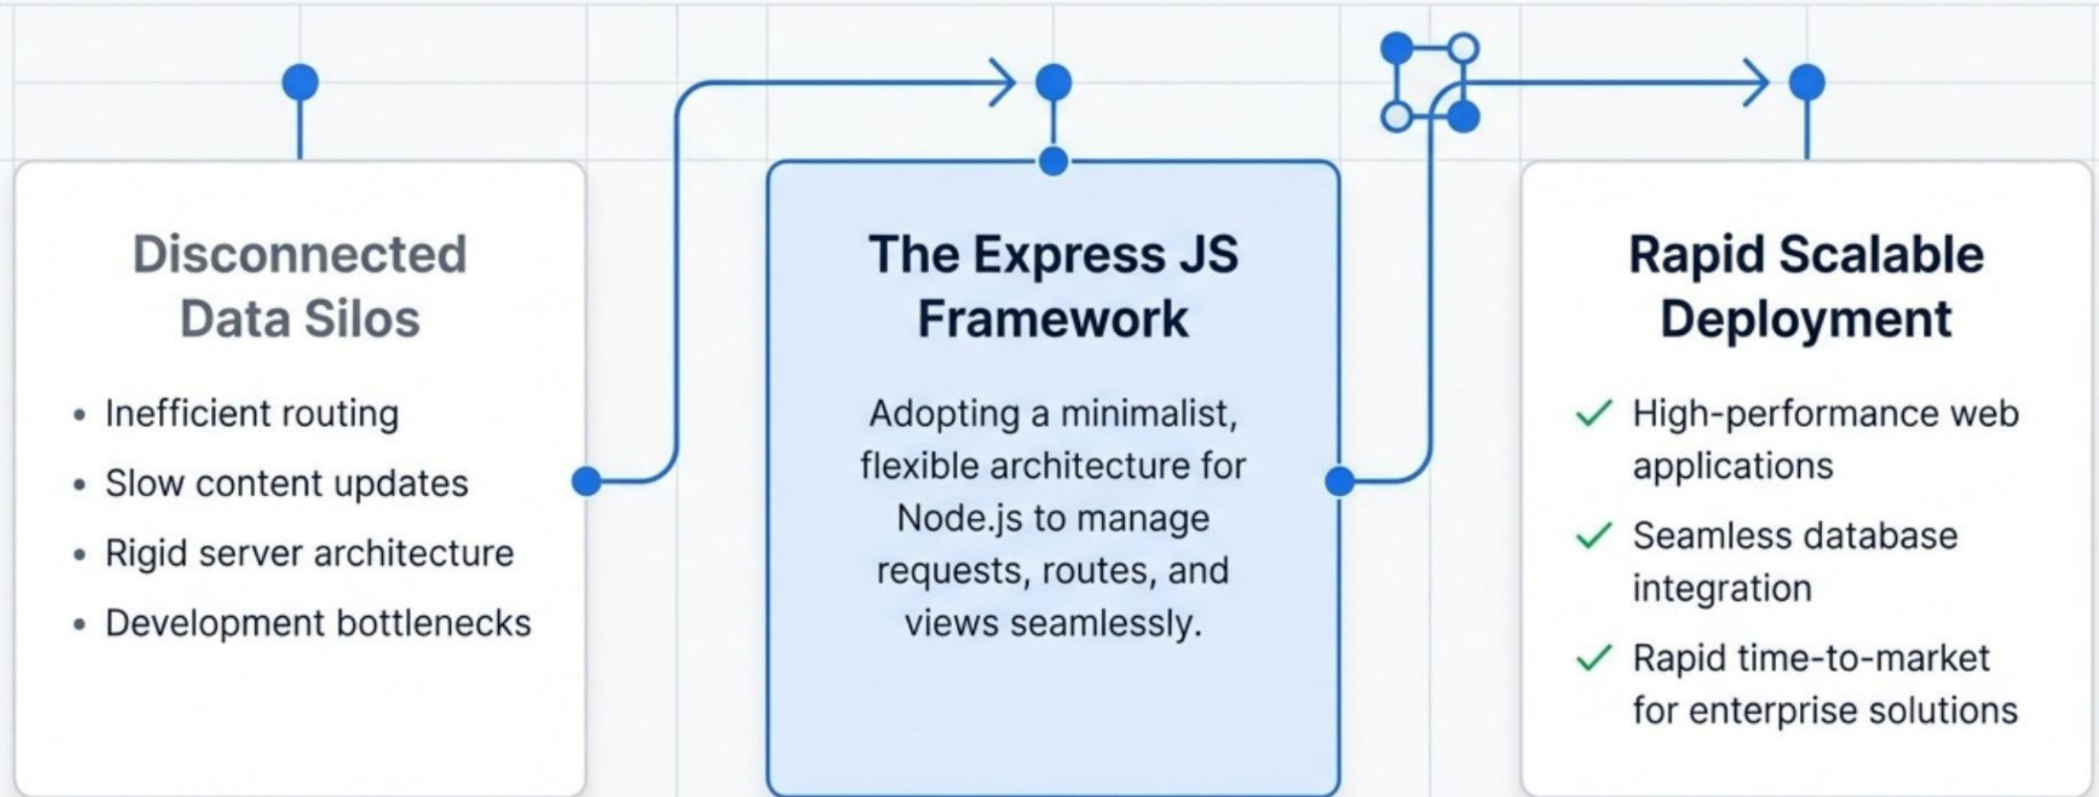 Disconnected
Data Silos
• Inefficient routing
• Slow content updates
• Rigid server architecture
• Development bottlenecks
The Express JS
Framework
Adopting a minimalist,
flexible architecture for
Node.js to manage
requests, routes, and
views seamlessly.
Rapid Scalable
Deployment
✓ High-performance web
applications
✓ Seamless database
integration
✓ Rapid time-to-market
for enterprise solutions